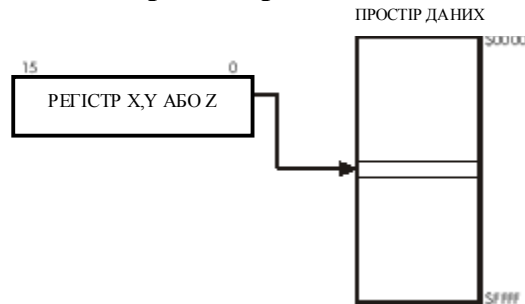 ПРОСТІР ДАНИХ
$0000
15 0
РЕГІСТР X,Y АБО Z
$FFFF